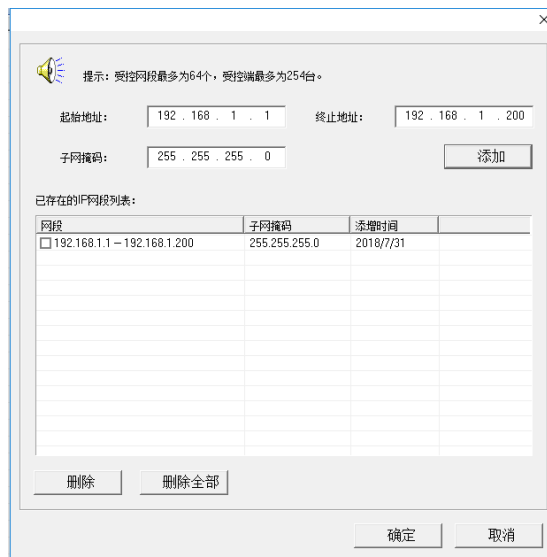 提示：受控网段最多为64个，受控端最多为254台。
起始地址： 192 . 168 . 1 . 1 终止地址： 192 . 168 . 1 . 200
子网掩码： 255 . 255 . 255 . 0 添加
已存在的IP网段列表：
网段 子网掩码 添增时间
192.168.1.1－192.168.1.200 255.255.255.0 2018/7/31
删除 删除全部
确定 取消